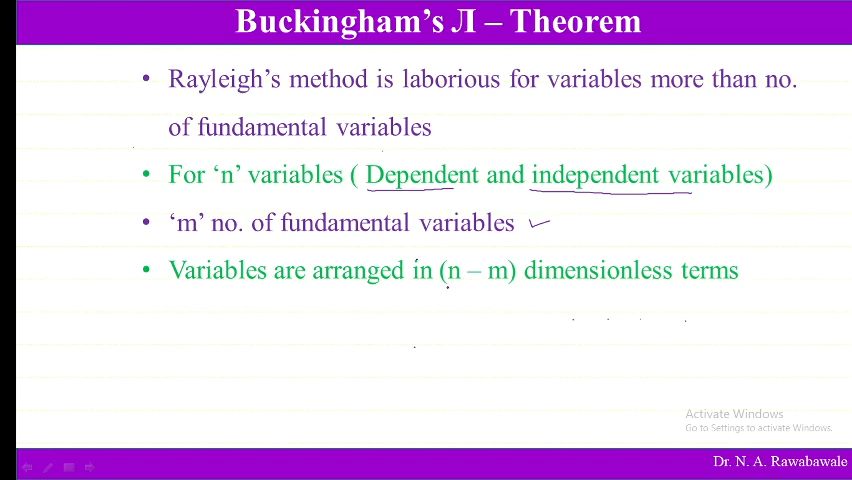 Buckingham’s Л – Theorem
• Rayleigh’s method is laborious for variables more than no.
of fundamental variables
• For ‘n’ variables ( Dependent and independent variables)
• ‘m’ no. of fundamental variables
• Variables are arranged in (n – m) dimensionless terms
Activate Windows
Go to Settings to activate Windows.
Dr. N. A. Rawabawale